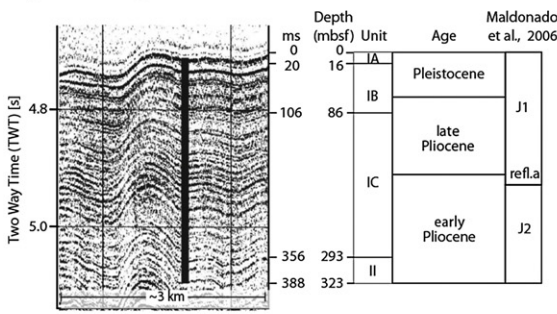 Two Way Time (TWT) [s]
4.8
5.0
~3 km
ms
0
20
106
356
388
Depth
(mbsf)
0
16
86
293
323
Unit
IA
IB
IC
II
Age
Pleistocene
late
Pliocene
early
Pliocene
Maldonado
et al., 2006
J1
refl.a
J2